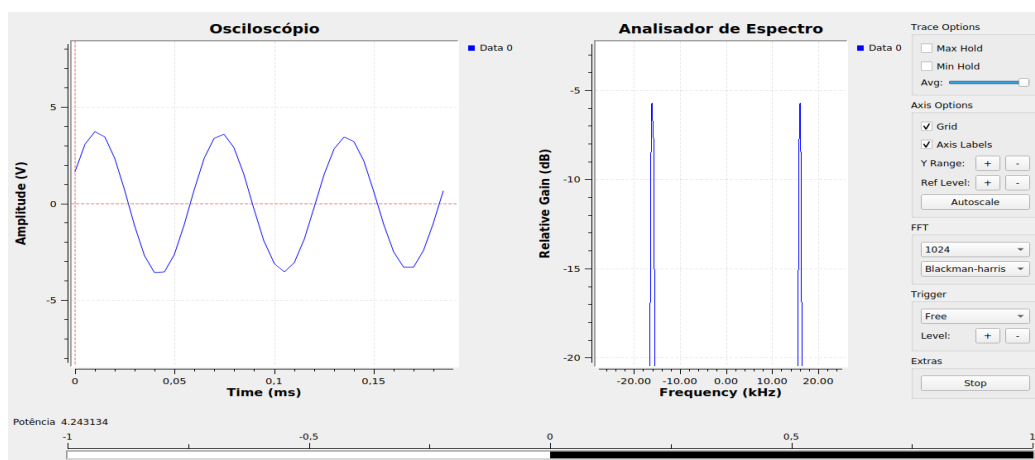 Osciloscópio
Data 0
Amplitude (V)
5
0
-5
0
0,05
0,1
0,15
Time (ms)
Analisador de Espectro
Data 0
Relative Gain (dB)
-5
-10
-15
-20
-20.00
-10.00
0.00
10.00
20.00
Frequency (kHz)
Trace Options
Max Hold
Min Hold
Avg:
Axis Options
Grid
Axis Labels
Y Range: + -
Ref Level: + -
Autoscale
FFT
1024
Blackman-harris
Trigger
Free
Level: + -
Extras
Stop
Potência 4.243134
-1
-0,5
0
0,5
1